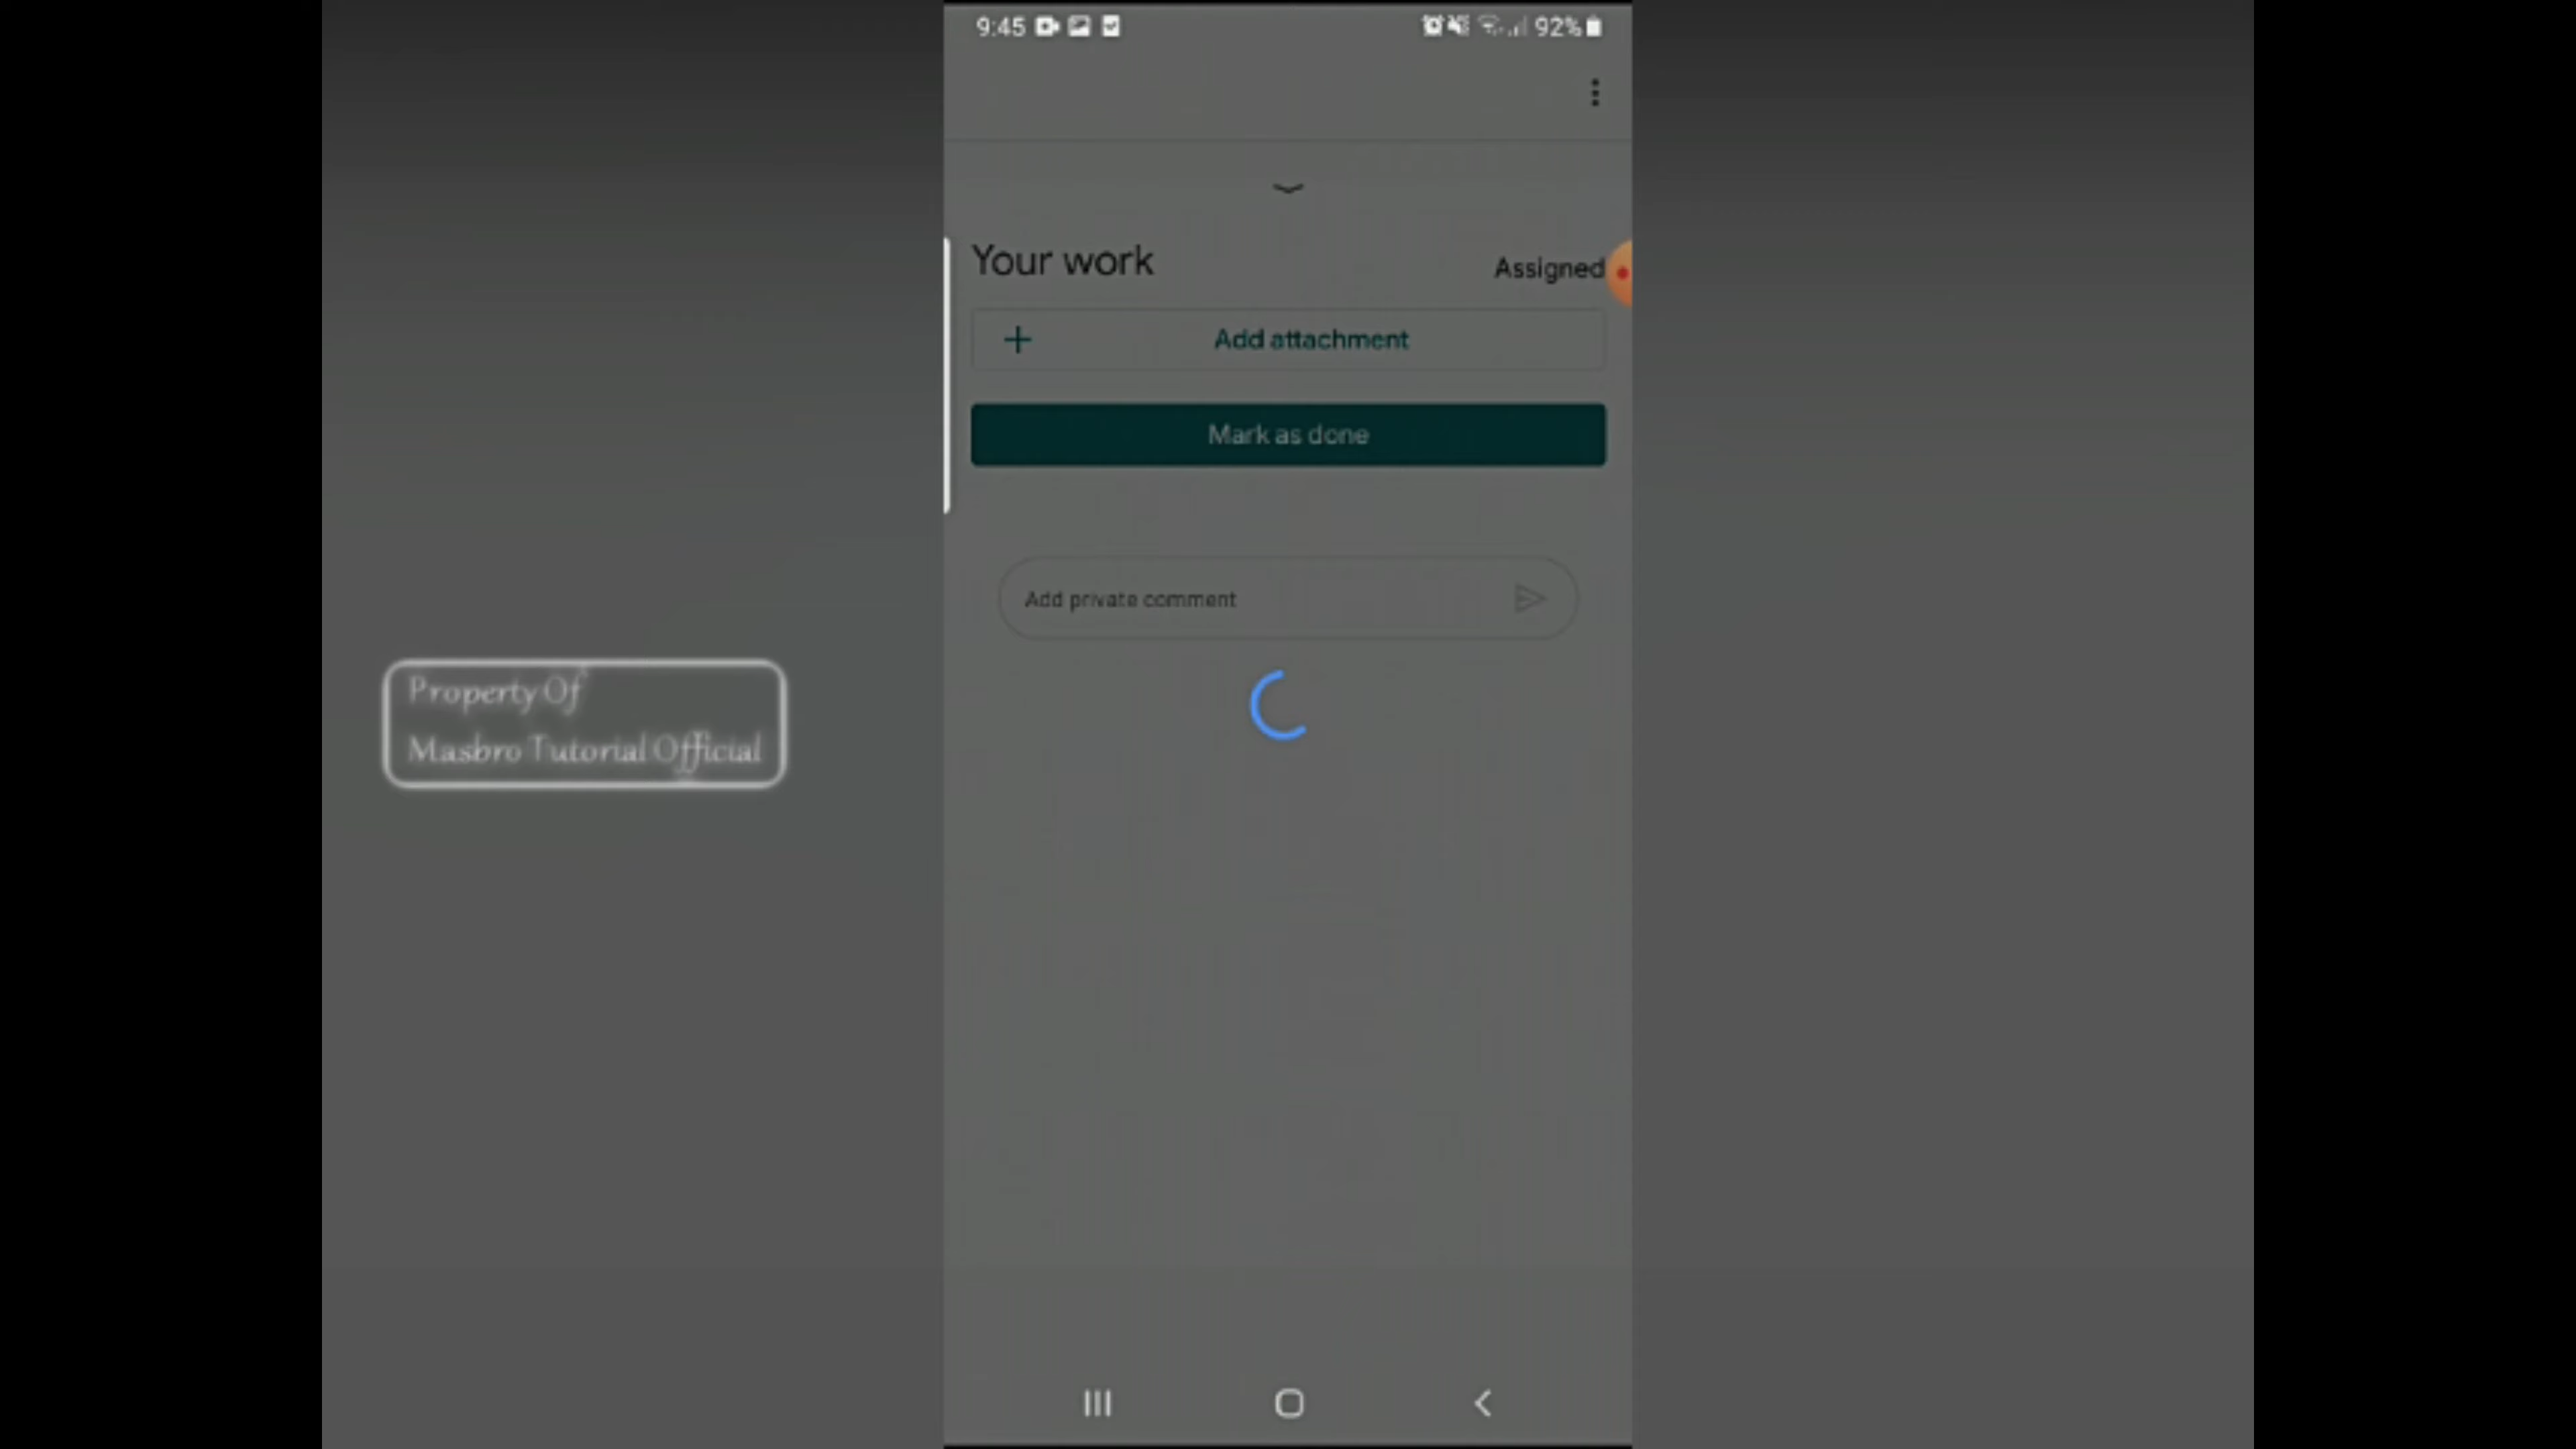 9:45
92%
Your work
Assigned
Add attachment
Mark as done
Add private comment
Property Of
Masbro Tutorial Official